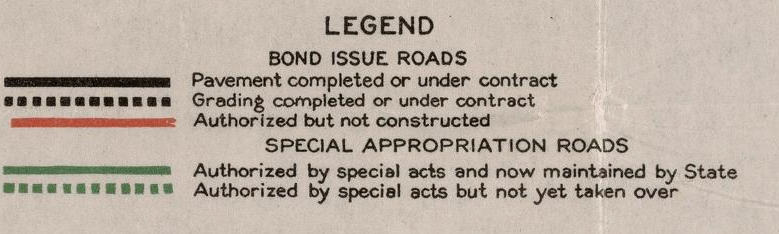 LEGEND
BOND ISSUE ROADS
Pavement completed or under contract
Grading completed or under contract
Authorized but not constructed
SPECIAL APPROPRIATION ROADS
Authorized by special acts and now maintained by State
Authorized by special acts but not yet taken over